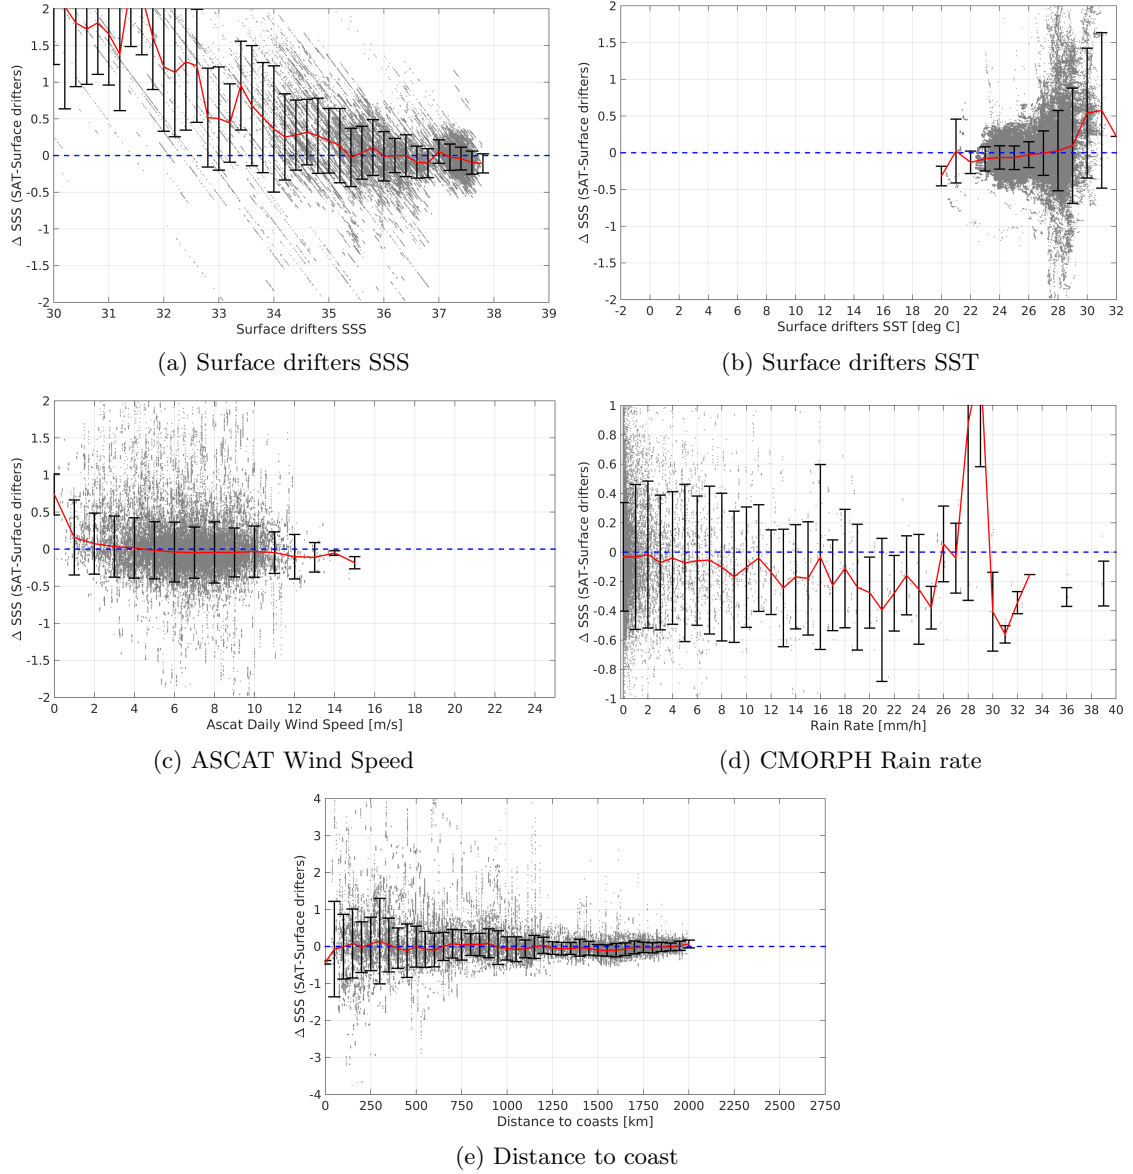 2
1.5
1
0.5
0
-0.5
-1
-1.5
-2
Δ SSS (SAT-Surface drifters)
30 31 32 33 34 35 36 37 38 39
Surface drifters SSS
(a) Surface drifters SSS
2
1.5
1
0.5
0
-0.5
-1
-1.5
-2
Δ SSS (SAT-Surface drifters)
-2 0 2 4 6 8 10 12 14 16 18 20 22 24 26 28 30 32
Surface drifters SST [deg C]
(b) Surface drifters SST
2
1.5
1
0.5
0
-0.5
-1
-1.5
-2
Δ SSS (SAT-Surface drifters)
0 2 4 6 8 10 12 14 16 18 20 22 24
Ascat Daily Wind Speed [m/s]
(c) ASCAT Wind Speed
1
0.8
0.6
0.4
0.2
0
-0.2
-0.4
-0.6
-0.8
-1
Δ SSS (SAT-Surface drifters)
0 2 4 6 8 10 12 14 16 18 20 22 24 26 28 30 32 34 36 38 40
Rain Rate [mm/h]
(d) CMORPH Rain rate
4
3
2
1
0
-1
-2
-3
-4
Δ SSS (SAT-Surface drifters)
0 250 500 750 1000 1250 1500 1750 2000 2250 2500 2750
Distance to coasts [km]
(e) Distance to coast